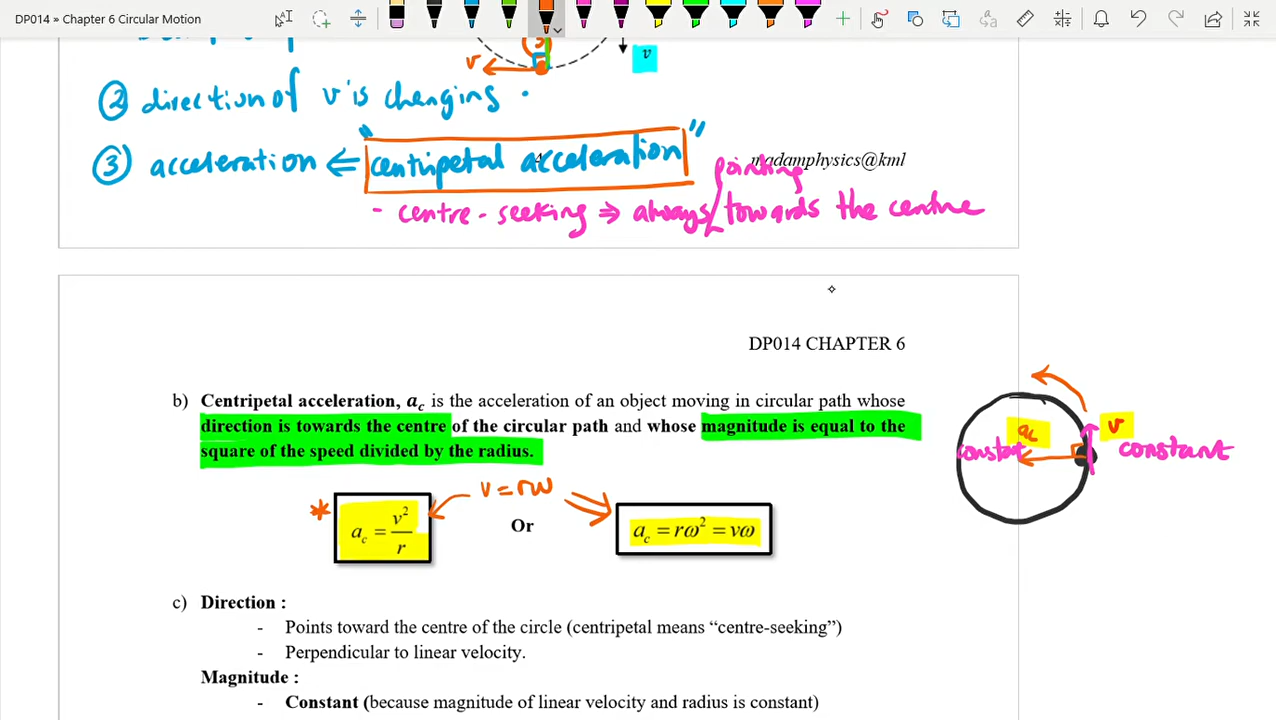 DP014 » Chapter 6 Circular Motion
v
v
② direction of v is changing.
③ acceleration ⇐ "centripetal acceleration"
madamphysics@kml
pointing
- centre-seeking ⇒ always towards the centre
DP014 CHAPTER 6
b) Centripetal acceleration, a_c is the acceleration of an object moving in circular path whose
direction is towards the centre of the circular path and whose magnitude is equal to the
square of the speed divided by the radius.
a_c
v
constant
constant
v = rω
* a_c = v²/r Or a_c = rω² = vω
c) Direction :
- Points toward the centre of the circle (centripetal means “centre-seeking”)
- Perpendicular to linear velocity.
Magnitude :
- Constant (because magnitude of linear velocity and radius is constant)